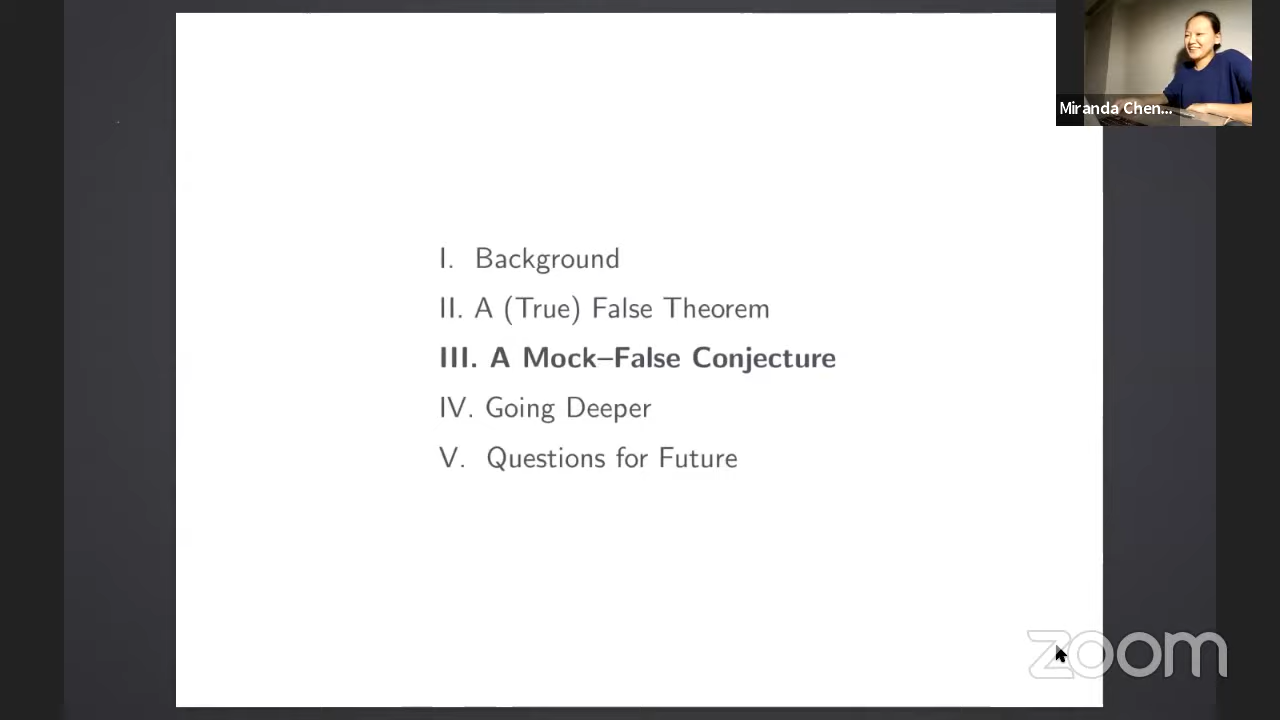 Miranda Chen...
I. Background
II. A (True) False Theorem
III. A Mock–False Conjecture
IV. Going Deeper
V. Questions for Future
zoom